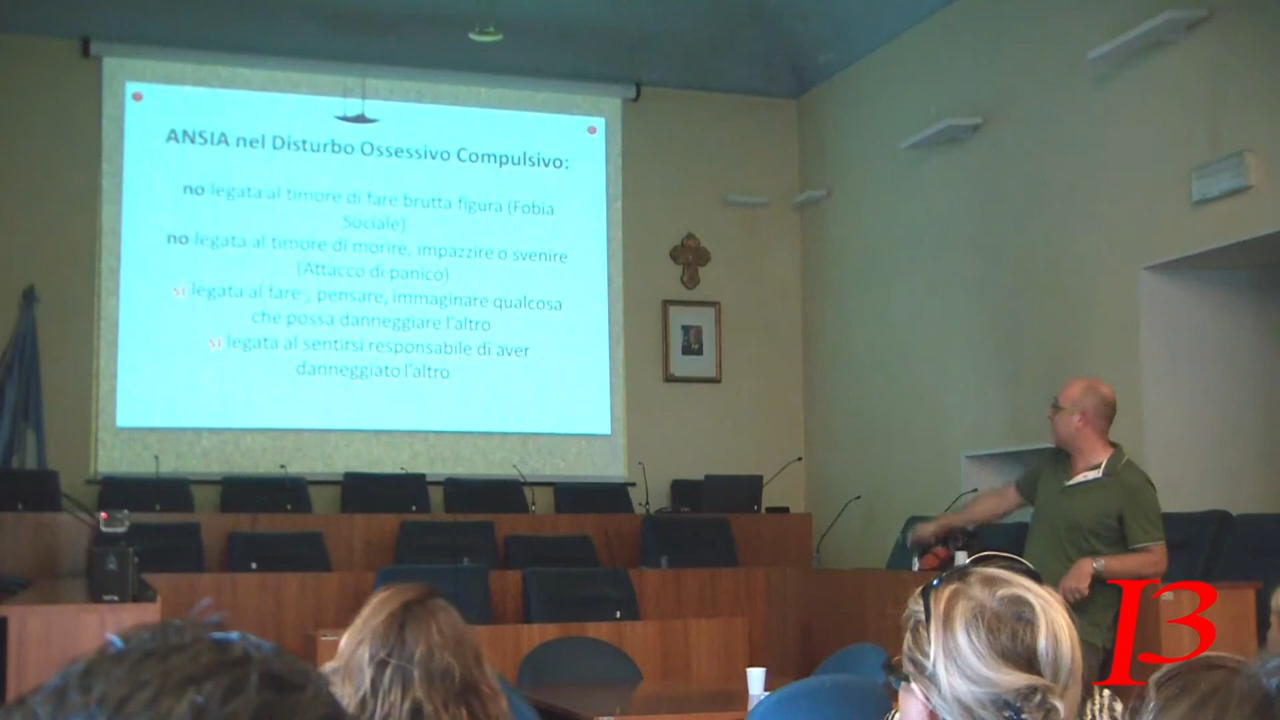 ANSIA nel Disturbo Ossessivo Compulsivo:
no legata al timore di fare brutta figura (Fobia
Sociale)
no legata al timore di morire, impazzire o svenire
(Attacco di panico)
si legata al fare , pensare, immaginare qualcosa
che possa danneggiare l'altro
si legata al sentirsi responsabile di aver
danneggiato l'altro